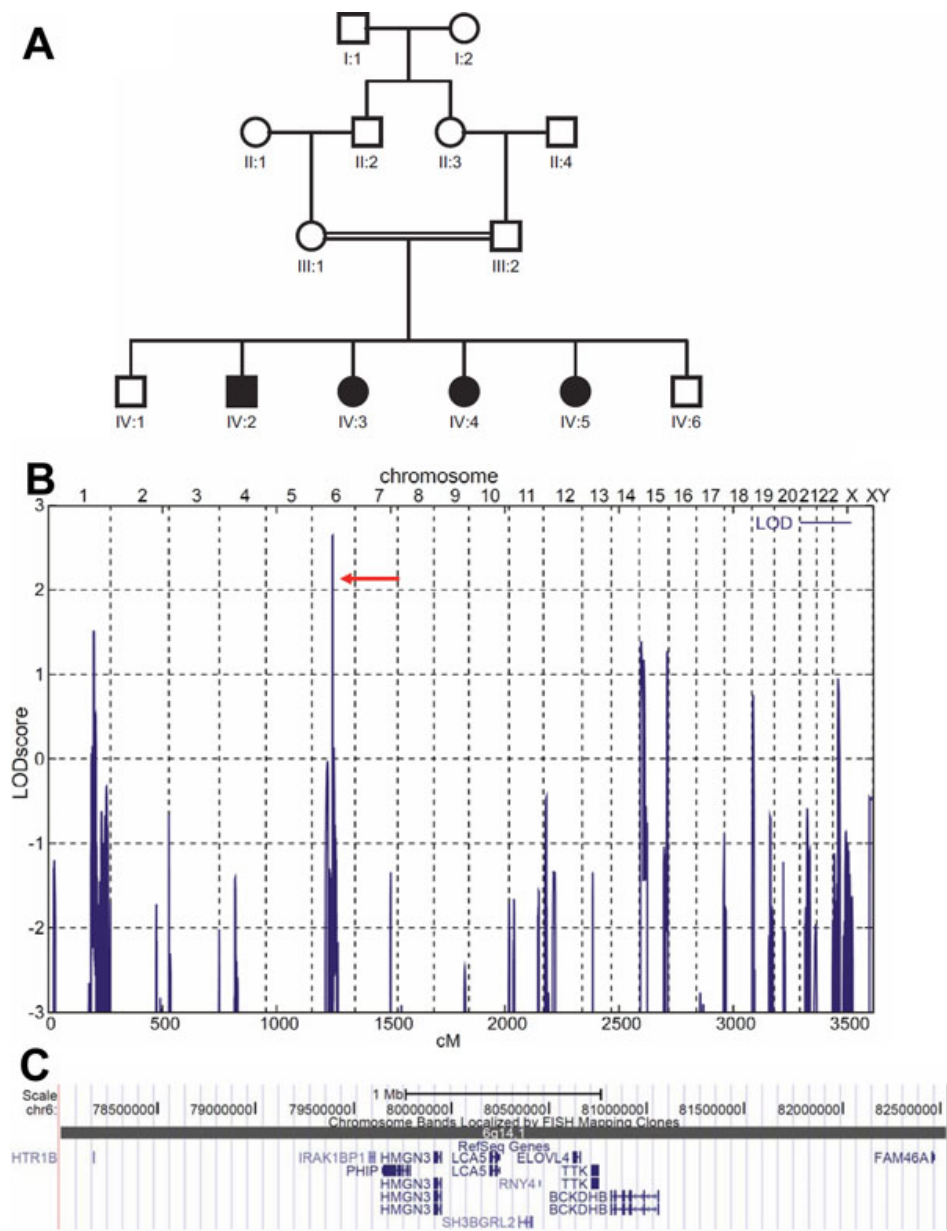 A
I:1 I:2
II:1 II:2 II:3 II:4
III:1 III:2
IV:1 IV:2 IV:3 IV:4 IV:5 IV:6
B
chromosome
1 2 3 4 5 6 7 8 9 10 11 12 13 14 15 16 17 18 19 20 21 22 X XY
3
LOD
2
1
0
LODscore
-1
-2
-3
0 500 1000 1500 2000 2500 3000 3500
cM
C
Scale 1 Mb
chr6: 78500000 79000000 79500000 80000000 80500000 81000000 81500000 82000000 82500000
Chromosome Bands Localized by FISH Mapping Clones
6q14.1
RefSeq Genes
HTR1B IRAK1BP1 HMGN3 LCA5 ELOVL4 FAM46A
PHIP LCA5 TTK
HMGN3 RNY4 TTK
HMGN3 BCKDHB
HMGN3 BCKDHB
SH3BGRL2